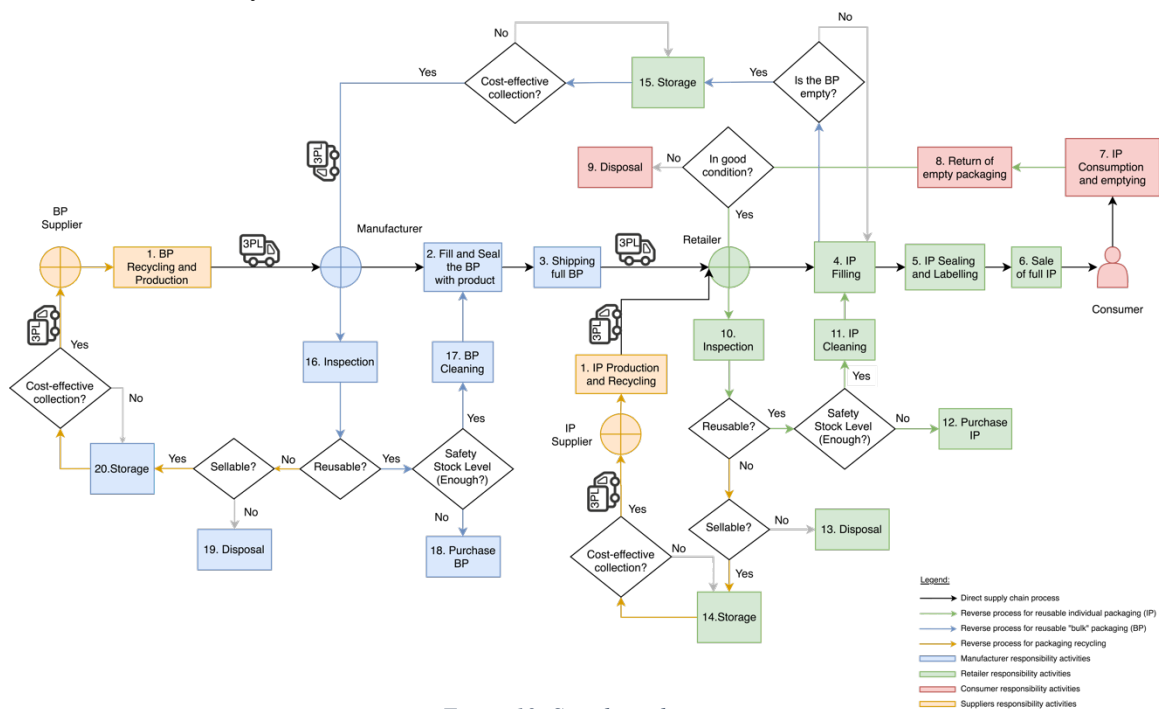 No
No
Yes
Cost-effective
collection?
15. Storage
Yes
Is the BP
empty?
3PL
9. Disposal
No
In good
condition?
8. Return of
empty packaging
7. IP
Consumption
and emptying
Yes
BP
Supplier
1. BP
Recycling and
Production
3PL
Manufacturer
2. Fill and Seal
the BP
with product
3. Shipping
full BP
3PL
Retailer
4. IP
Filling
5. IP Sealing
and Labelling
6. Sale
of full IP
Consumer
3PL
Yes
Cost-effective
collection?
No
20.Storage
Yes
Sellable?
No
No
19. Disposal
16. Inspection
Reusable?
Yes
17. BP
Cleaning
Yes
Safety
Stock Level
(Enough?)
No
18. Purchase
BP
3PL
1. IP Production
and Recycling
IP
Supplier
3PL
Yes
Cost-effective
collection?
No
10.
Inspection
Reusable?
Yes
No
11. IP
Cleaning
Yes
Safety
Stock Level
(Enough?)
No
12. Purchase
IP
Sellable?
No
13. Disposal
Yes
14.Storage
Legend:
Direct supply chain process
Reverse process for reusable individual packaging (IP)
Reverse process for reusable "bulk" packaging (BP)
Reverse process for packaging recycling
Manufacturer responsibility activities
Retailer responsibility activities
Consumer responsibility activities
Suppliers responsibility activities